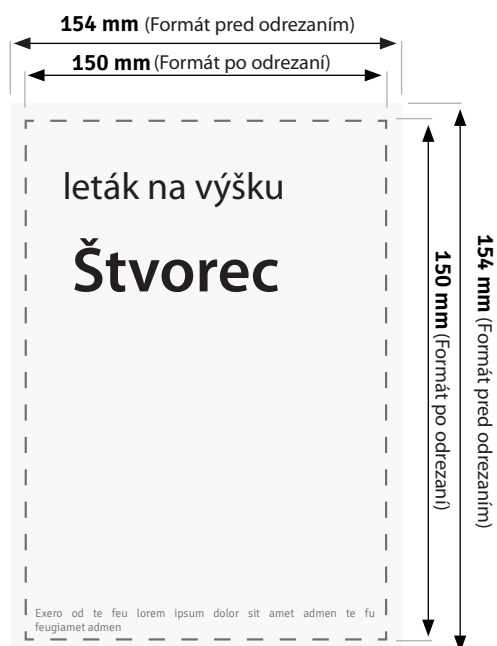 154 mm (Formát pred odrezaním)
150 mm (Formát po odrezaní)
leták na výšku
Štvorec
150 mm (Formát po odrezaní)
154 mm (Formát pred odrezaním)
Exero od te feu lorem ipsum dolor sit amet admen te fu
feugiamet admen